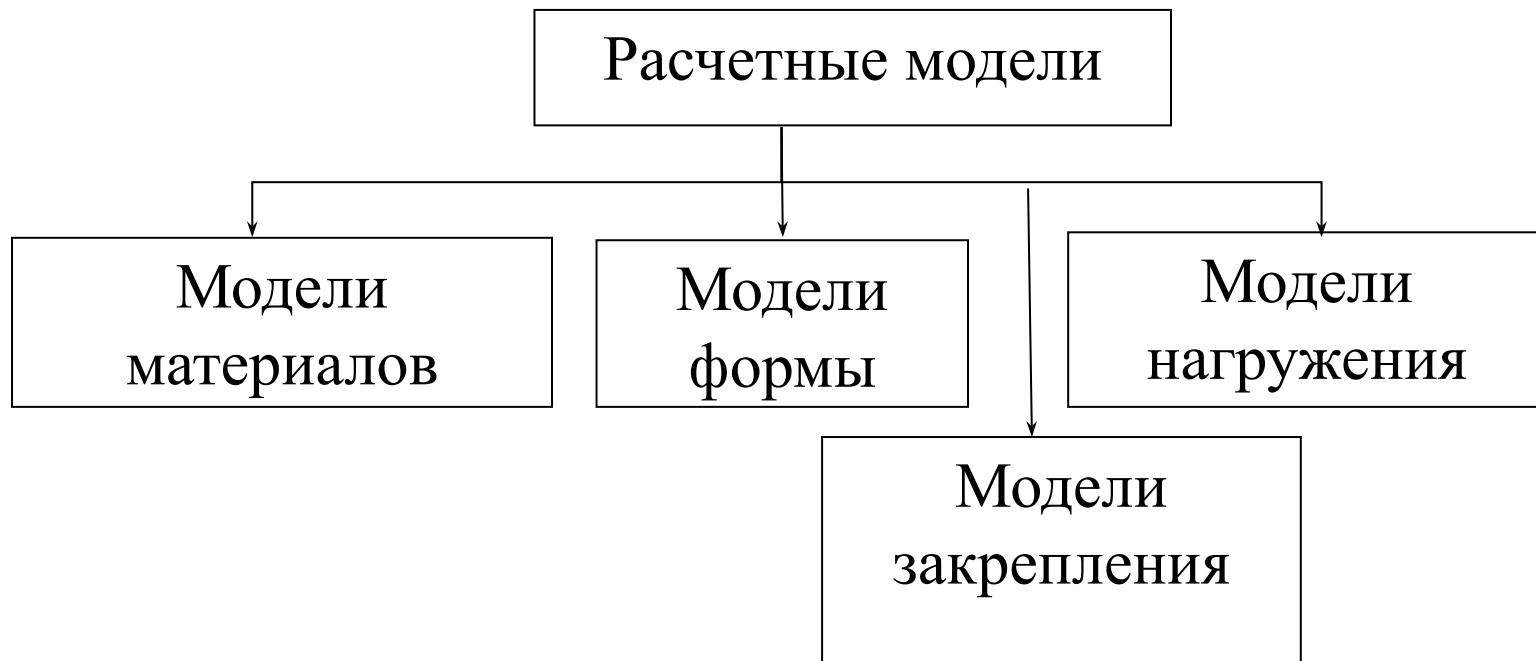 Расчетные модели
Модели
материалов
Модели
формы
Модели
нагружения
Модели
закрепления